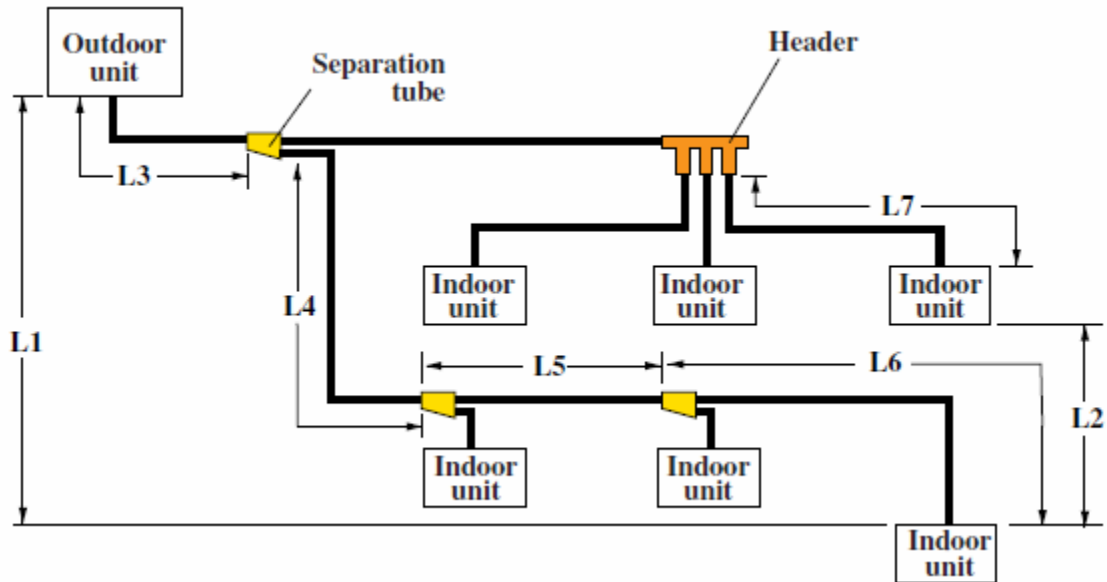 Outdoor
unit
Separation
tube
Header
L3
L7
Indoor
unit
Indoor
unit
Indoor
unit
L4
L1
L5
L6
L2
Indoor
unit
Indoor
unit
Indoor
unit